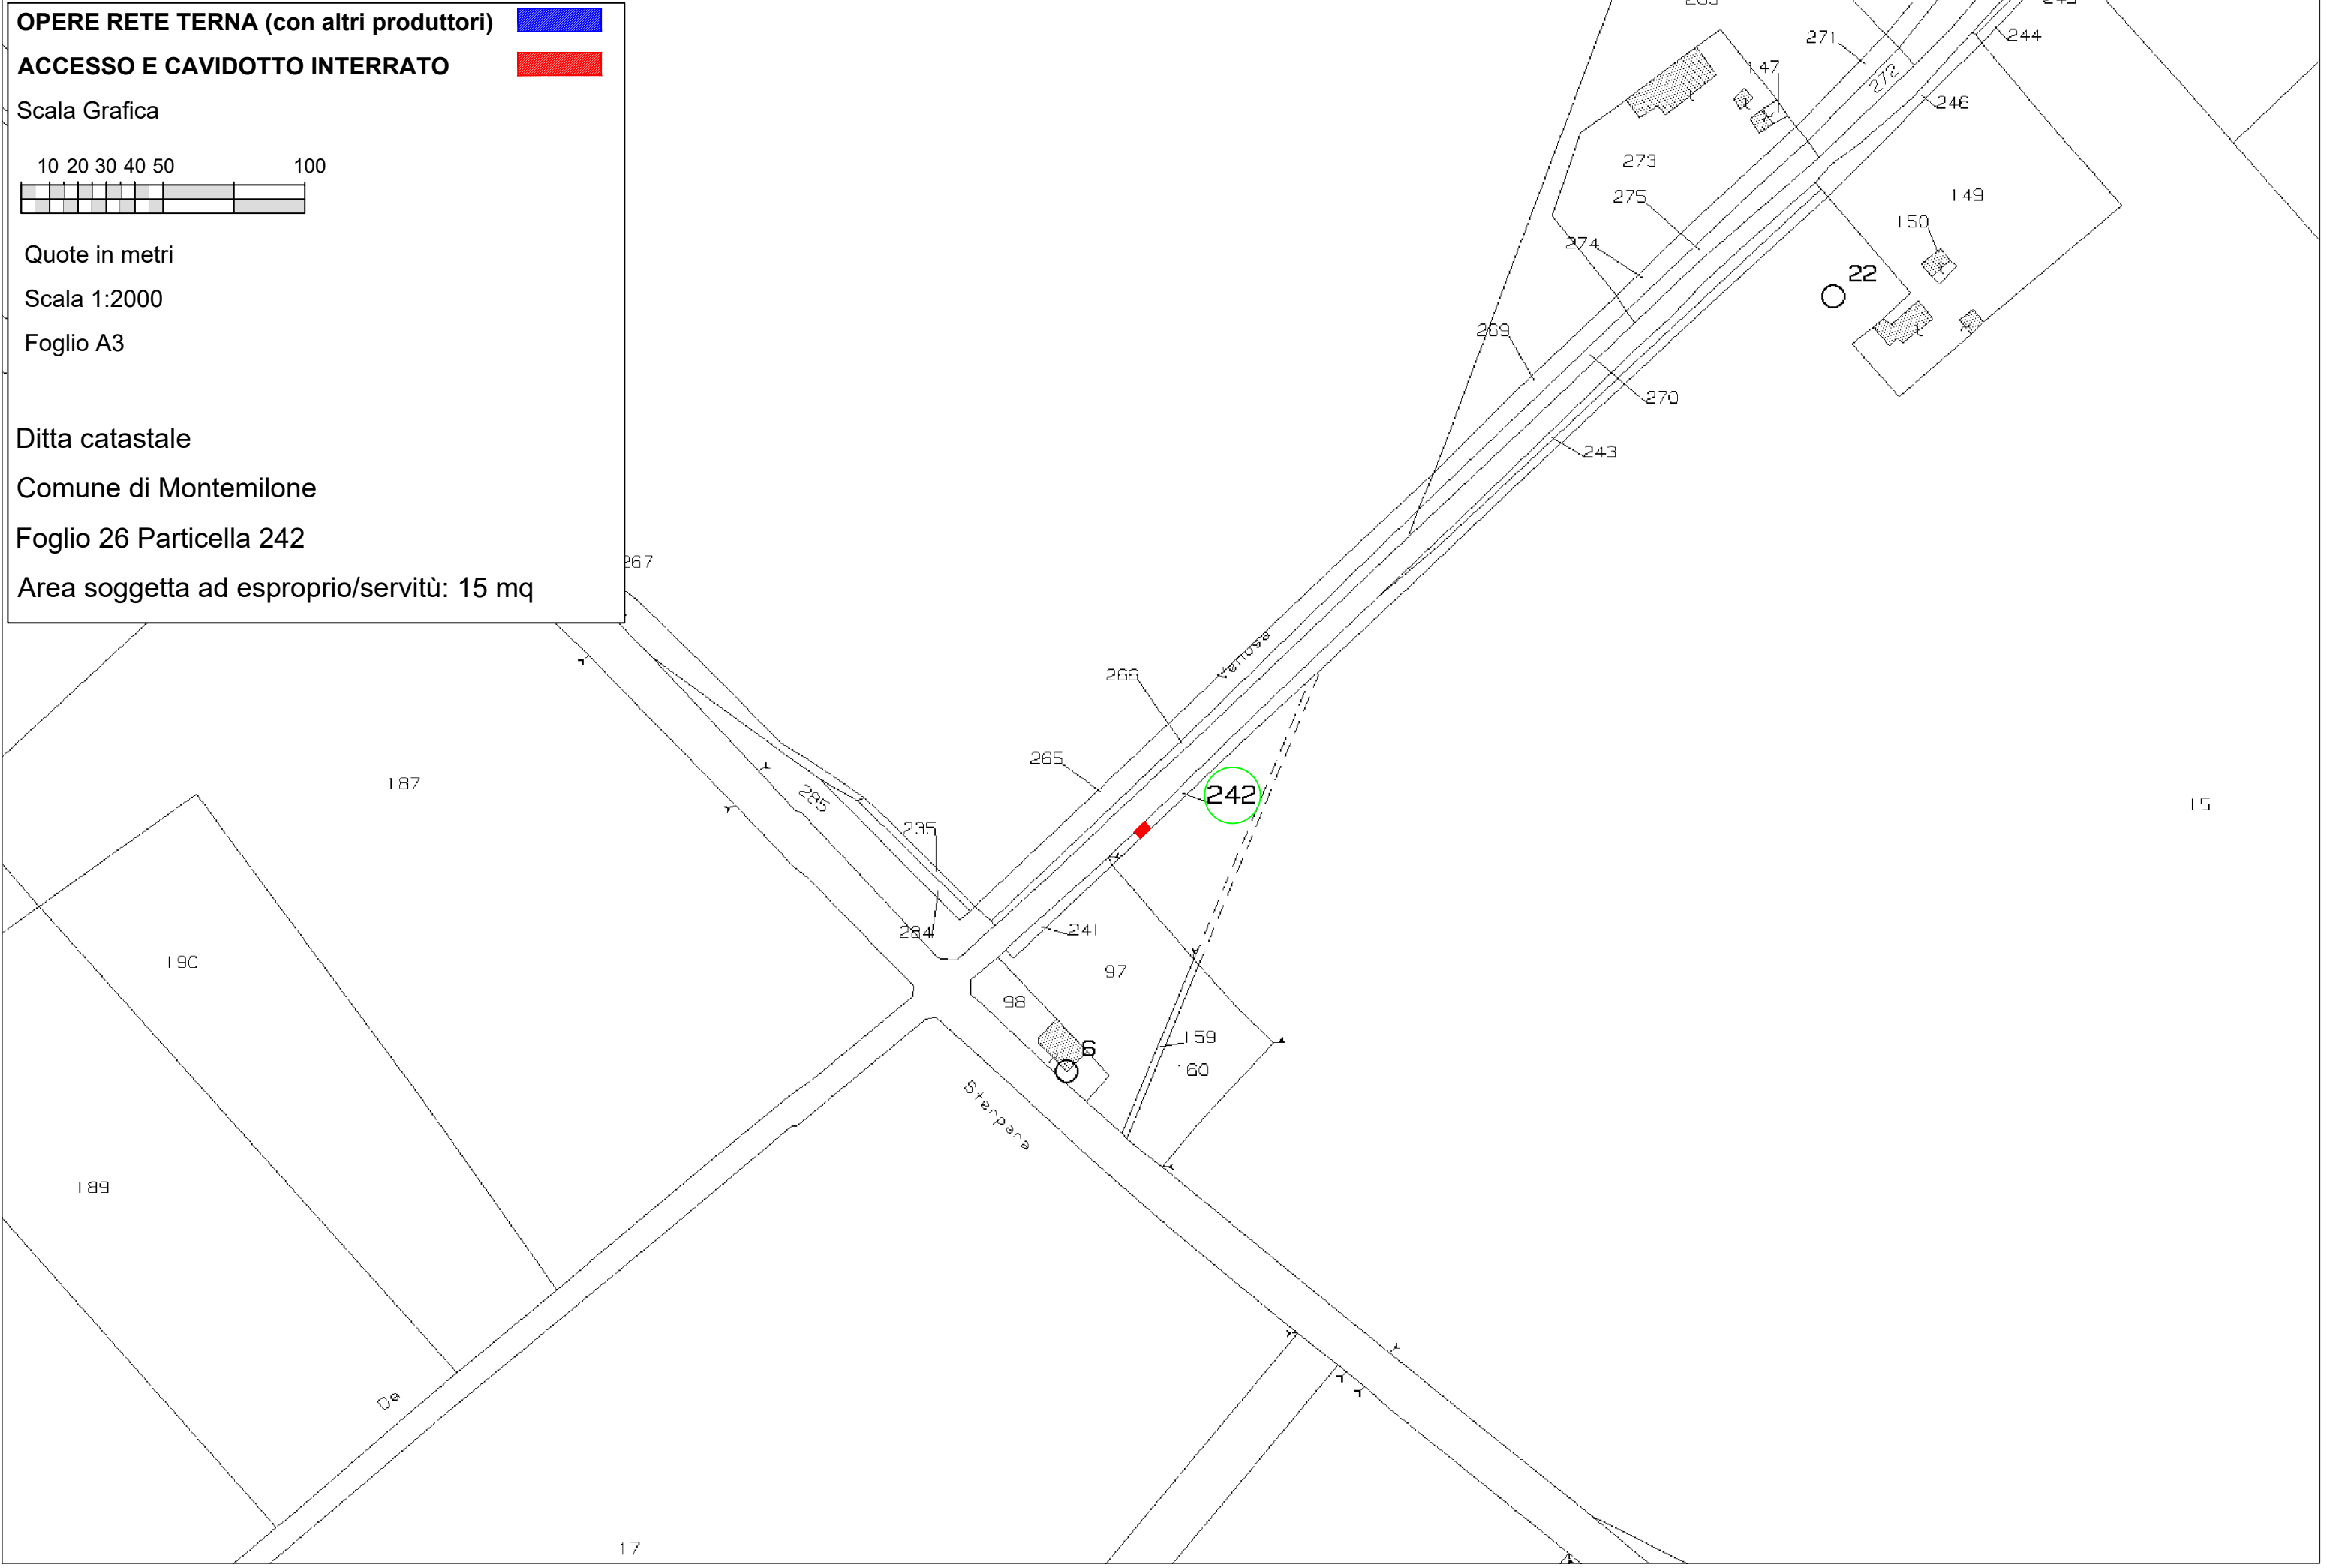 OPERE RETE TERNA (con altri produttori)
ACCESSO E CAVIDOTTO INTERRATO
Scala Grafica
10 20 30 40 50 100
Quote in metri
Scala 1:2000
Foglio A3
Ditta catastale
Comune di Montemilone
Foglio 26 Particella 242
Area soggetta ad esproprio/servitù: 15 mq
271
244
147
272
246
273
275
149
150
274
22
269
270
243
267
Venosa
266
265
187
285
242
15
235
284
241
190
97
98
6
159
160
Sterpara
189
De
17